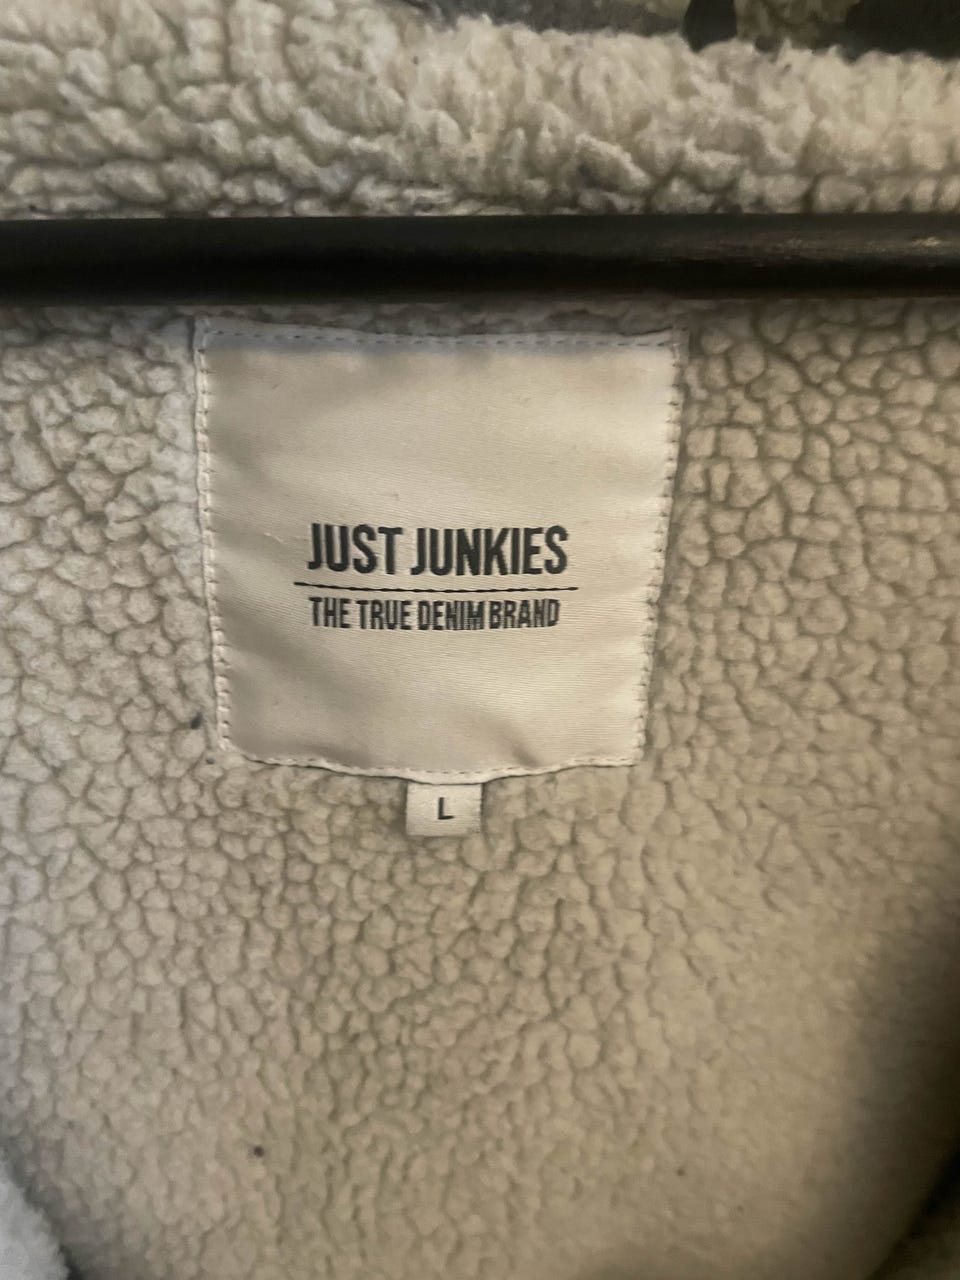 JUST JUNKIES
THE TRUE DENIM BRAND
L